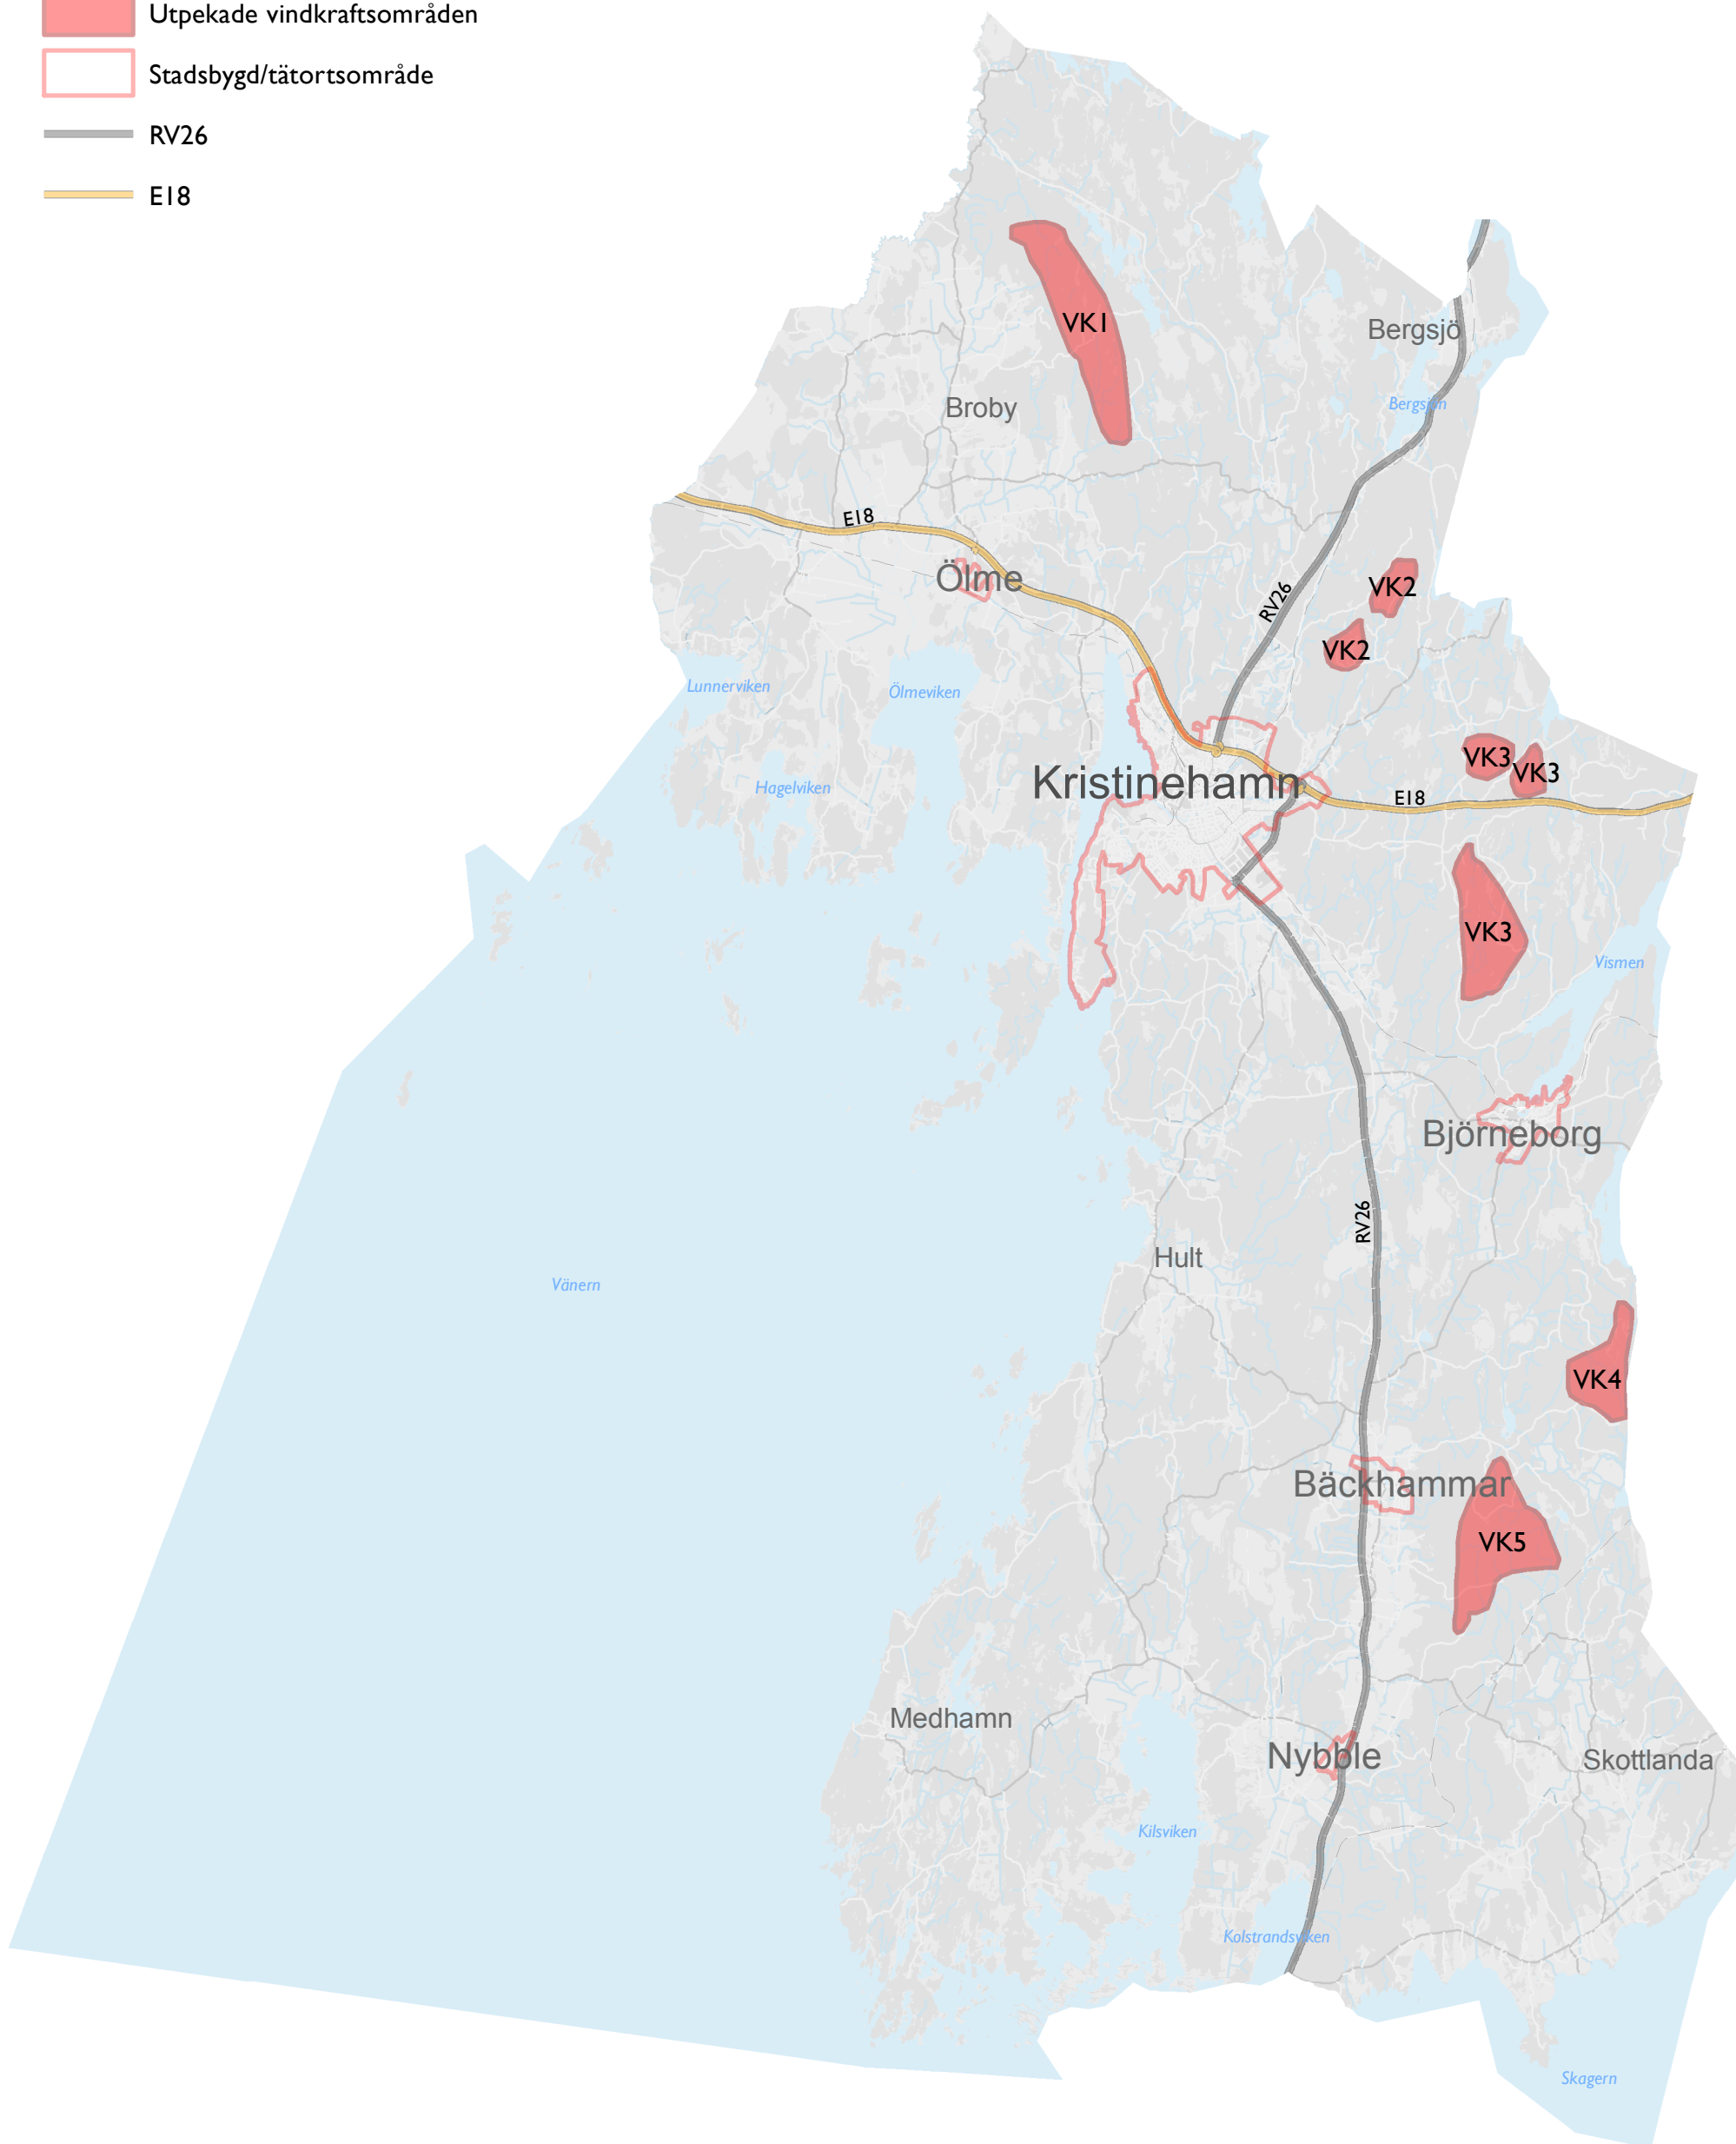 Utpekade vindkraftsområden
Stadsbygd/tätortsområde
RV26
E18
VK1
Bergsjö
Bergsjön
Broby
E18
Ölme
VK2
RV26
VK2
Lunnerviken
Ölmeviken
VK3
VK3
Kristinehamn
Hagelviken
E18
VK3
Vismen
Björneborg
RV26
Hult
Vänern
VK4
Bäckhammar
VK5
Medhamn
Nybble
Skottlanda
Kilsviken
Kolstrandsviken
Skagern